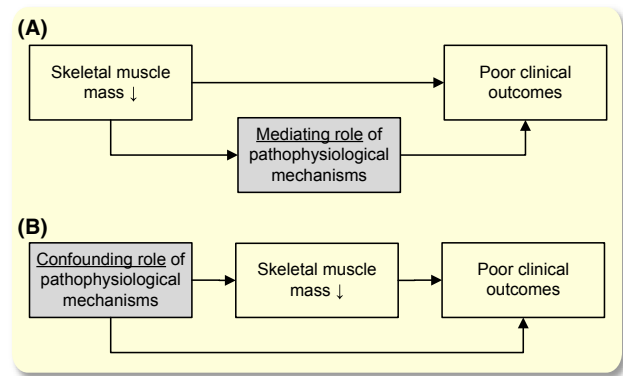 (A)
Skeletal muscle
mass ↓
Poor clinical
outcomes
Mediating role of
pathophysiological
mechanisms
(B)
Confounding role of
pathophysiological
mechanisms
Skeletal muscle
mass ↓
Poor clinical
outcomes